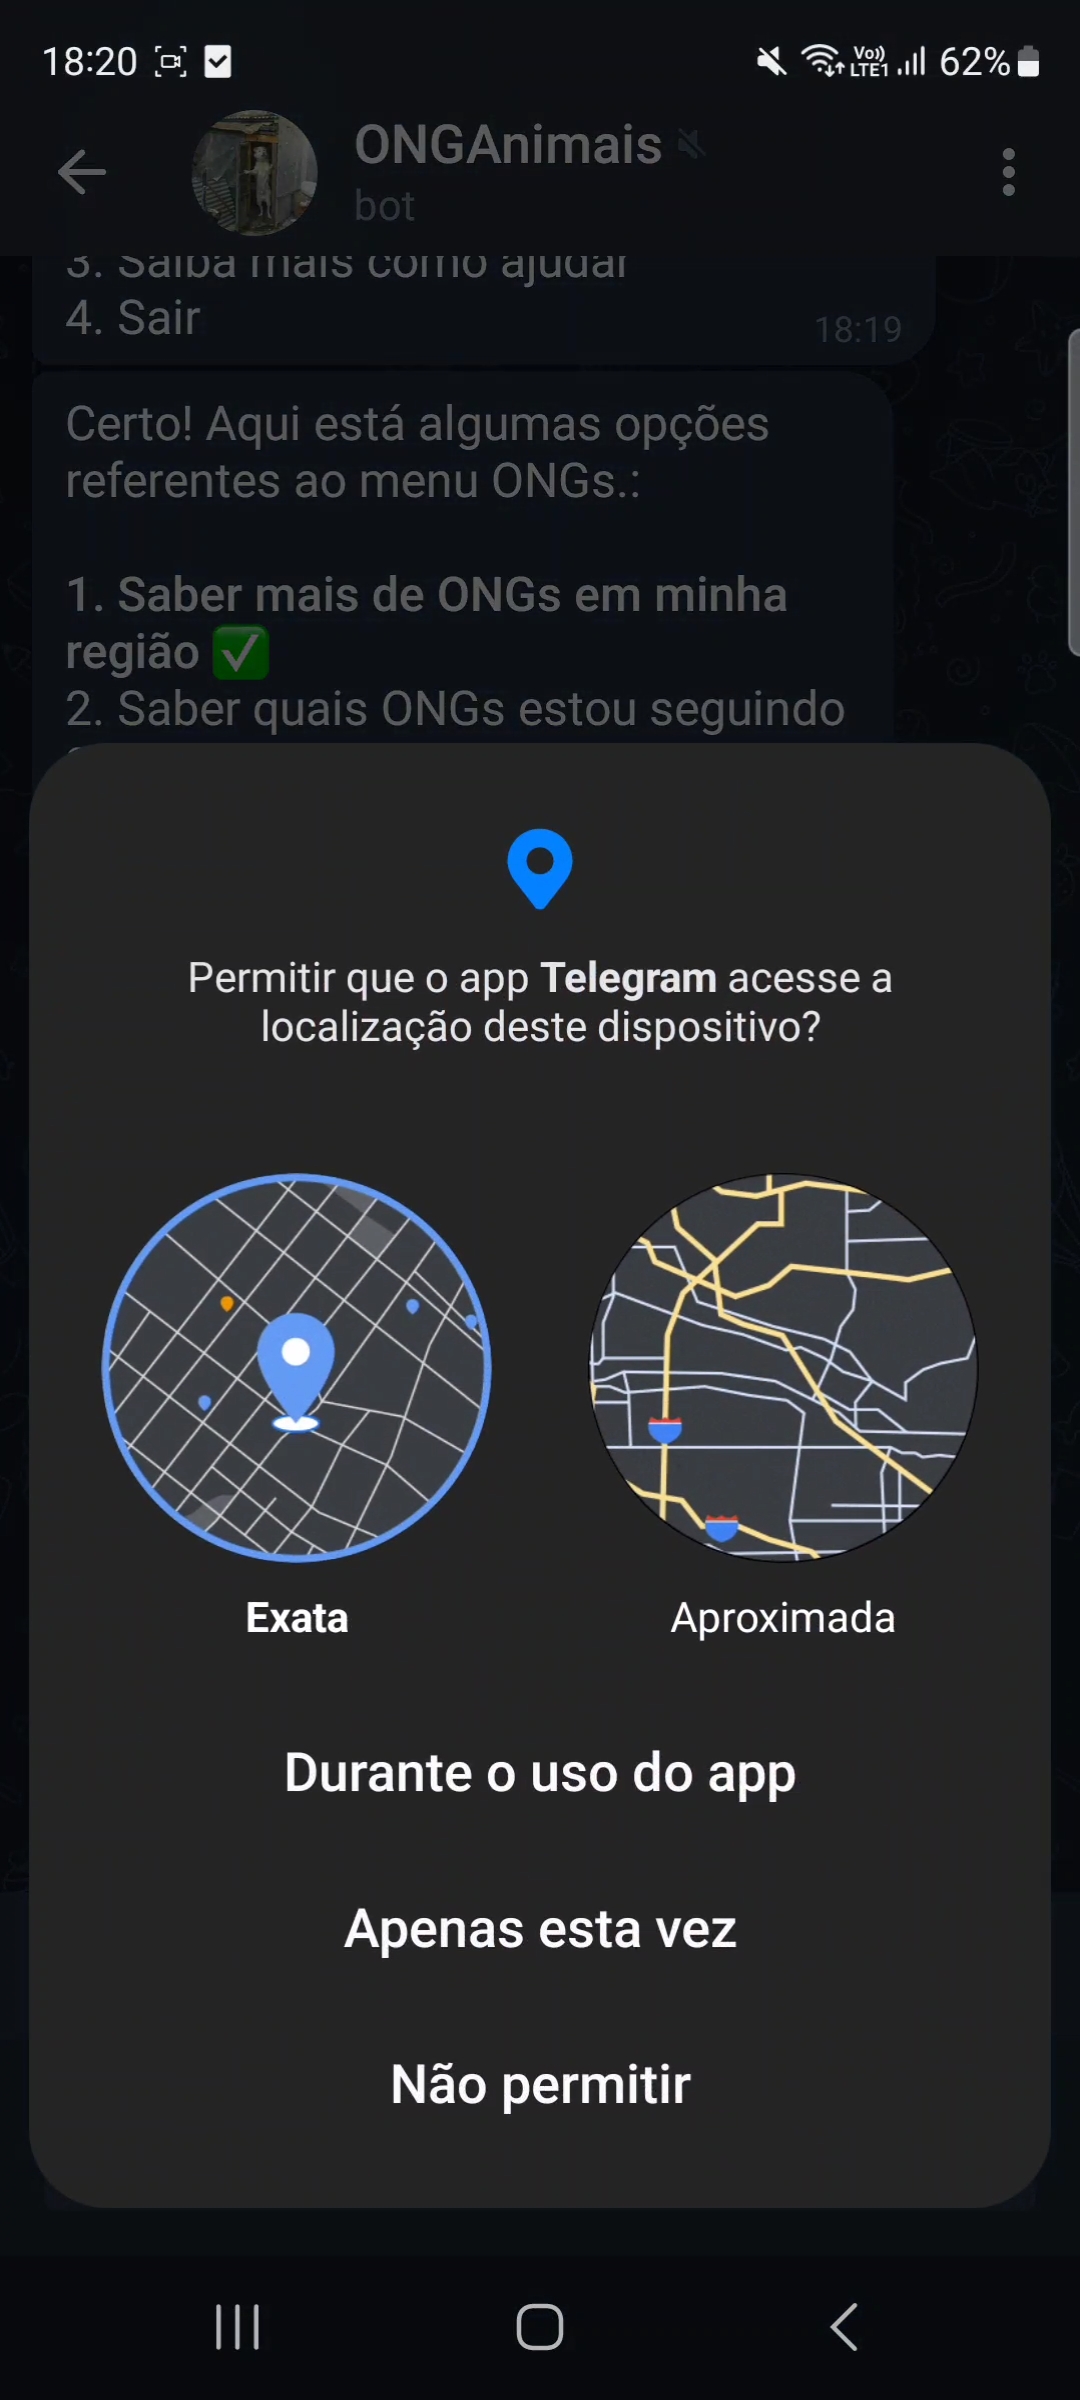 18:20
Vo))
LTE1
62%
ONGAnimais
bot
3. Saiba mais como ajudar
4. Sair
18:19
Certo! Aqui está algumas opções
referentes ao menu ONGs.:
1. Saber mais de ONGs em minha
região ✅
2. Saber quais ONGs estou seguindo
Permitir que o app Telegram acesse a
localização deste dispositivo?
Exata
Aproximada
Durante o uso do app
Apenas esta vez
Não permitir